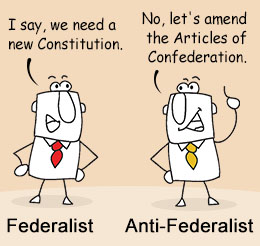 I say, we need a
new Constitution.
No, let's amend
the Articles of
Confederation.
Federalist
Anti-Federalist